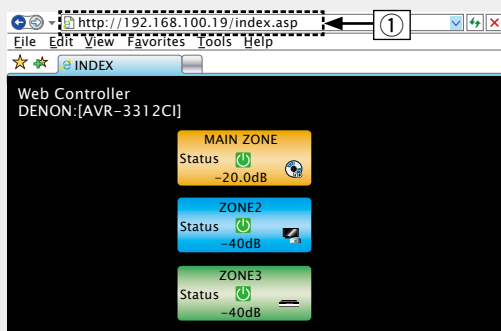 http://192.168.100.19/index.asp
①
File Edit View Favorites Tools Help
INDEX
Web Controller
DENON:[AVR-3312CI]
MAIN ZONE
Status
-20.0dB
ZONE2
Status
-40dB
ZONE3
Status
-40dB